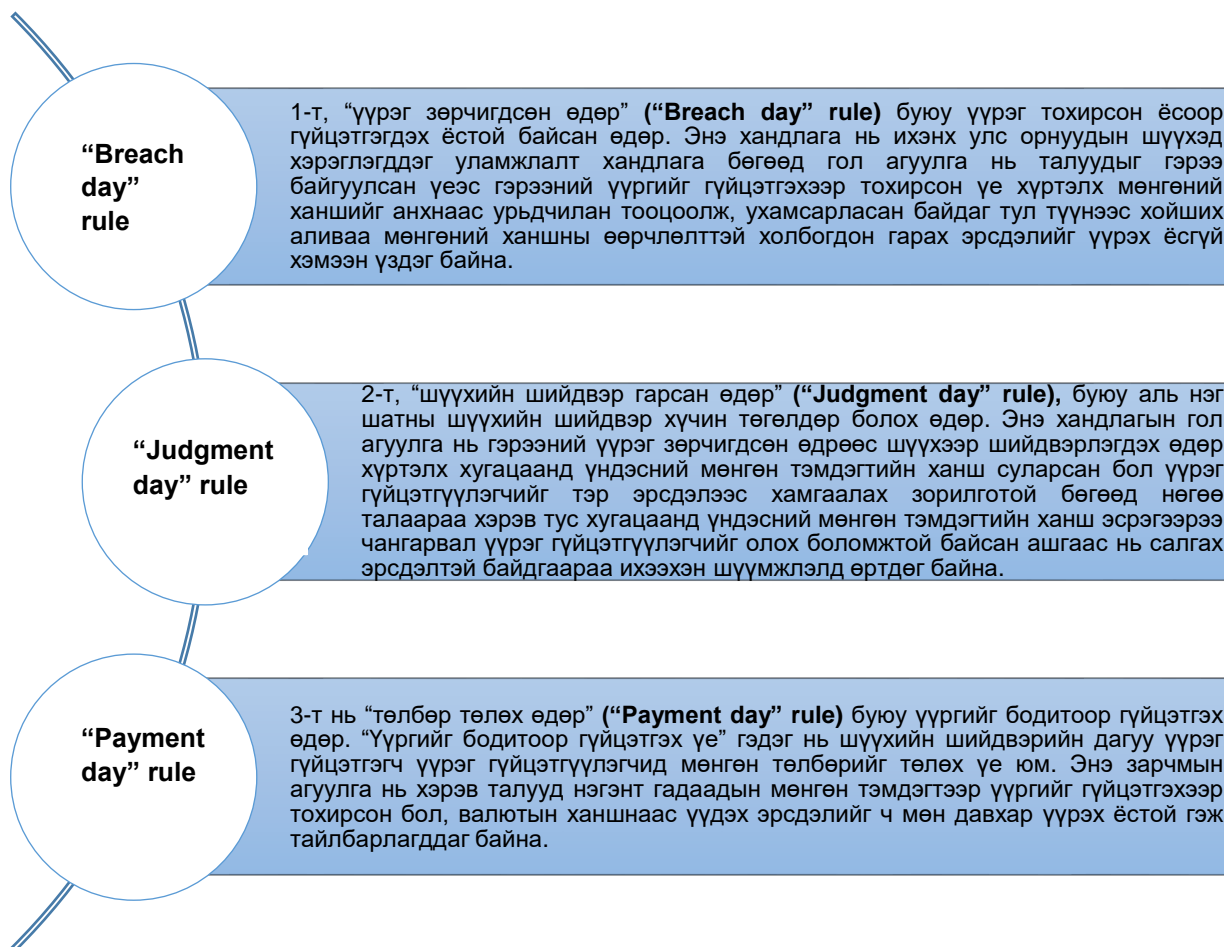 “Breach
day”
rule
1-т, “үүрэг зөрчигдсөн өдөр” (“Breach day” rule) буюу үүрэг тохирсон ёсоор
гүйцэтгэгдэх ёстой байсан өдөр. Энэ хандлага нь ихэнх улс орнуудын шүүхэд
хэрэглэгддэг уламжлалт хандлага бөгөөд гол агуулга нь талуудыг гэрээ
байгуулсан үеэс гэрээний үүргийг гүйцэтгэхээр тохирсон үе хүртэлх мөнгөний
ханшийг анхнаас урьдчилан тооцоолж, ухамсарласан байдаг тул түүнээс хойших
аливаа мөнгөний ханшны өөрчлөлттэй холбогдон гарах эрсдэлийг үүрэх ёсгүй
хэмээн үздэг байна.
“Judgment
day” rule
2-т, “шүүхийн шийдвэр гарсан өдөр” (“Judgment day” rule), буюу аль нэг
шатны шүүхийн шийдвэр хүчин төгөлдөр болох өдөр. Энэ хандлагын гол
агуулга нь гэрээний үүрэг зөрчигдсөн өдрөөс шүүхээр шийдвэрлэгдэх өдөр
хүртэлх хугацаанд үндэсний мөнгөн тэмдэгтийн ханш суларсан бол үүрэг
гүйцэтгүүлэгчийг тэр эрсдэлээс хамгаалах зорилготой бөгөөд нөгөө
талаараа хэрэв тус хугацаанд үндэсний мөнгөн тэмдэгтийн ханш эсрэгээрээ
чангарвал үүрэг гүйцэтгүүлэгчийг олох боломжтой байсан ашгаас нь салгах
эрсдэлтэй байдгаараа ихээхэн шүүмжлэлд өртдөг байна.
“Payment
day” rule
3-т нь “төлбөр төлөх өдөр” (“Payment day” rule) буюу үүргийг бодитоор гүйцэтгэх
өдөр. “Үүргийг бодитоор гүйцэтгэх үе” гэдэг нь шүүхийн шийдвэрийн дагуу үүрэг
гүйцэтгэгч үүрэг гүйцэтгүүлэгчид мөнгөн төлбөрийг төлөх үе юм. Энэ зарчмын
агуулга нь хэрэв талууд нэгэнт гадаадын мөнгөн тэмдэгтээр үүргийг гүйцэтгэхээр
тохирсон бол, валютын ханшнаас үүдэх эрсдэлийг ч мөн давхар үүрэх ёстой гэж
тайлбарлагддаг байна.